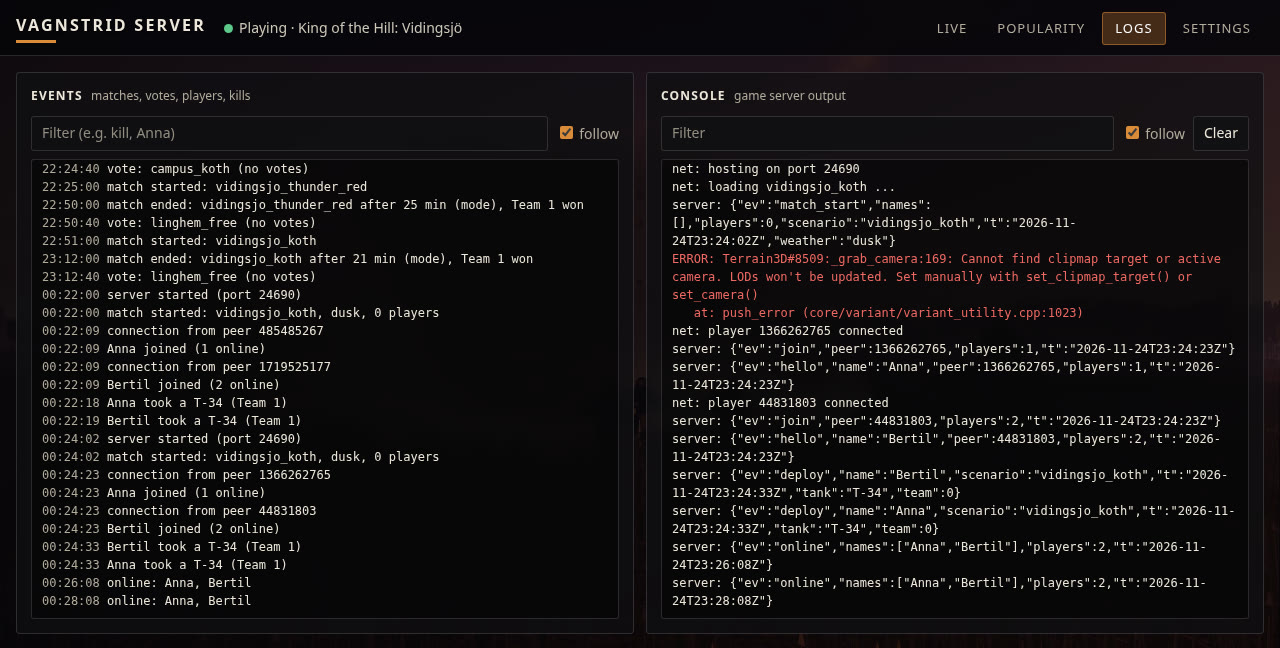 VAGNSTRID SERVER
Playing · King of the Hill: Vidingsjö
LIVE
POPULARITY
LOGS
SETTINGS
EVENTS matches, votes, players, kills
Filter (e.g. kill, Anna)
follow
22:24:40 vote: campus_koth (no votes)
22:25:00 match started: vidingsjo_thunder_red
22:50:00 match ended: vidingsjo_thunder_red after 25 min (mode), Team 1 won
22:50:40 vote: linghem_free (no votes)
22:51:00 match started: vidingsjo_koth
23:12:00 match ended: vidingsjo_koth after 21 min (mode), Team 1 won
23:12:40 vote: linghem_free (no votes)
00:22:00 server started (port 24690)
00:22:00 match started: vidingsjo_koth, dusk, 0 players
00:22:09 connection from peer 485485267
00:22:09 Anna joined (1 online)
00:22:09 connection from peer 1719525177
00:22:09 Bertil joined (2 online)
00:22:18 Anna took a T-34 (Team 1)
00:22:19 Bertil took a T-34 (Team 1)
00:24:02 server started (port 24690)
00:24:02 match started: vidingsjo_koth, dusk, 0 players
00:24:23 connection from peer 1366262765
00:24:23 Anna joined (1 online)
00:24:23 connection from peer 44831803
00:24:23 Bertil joined (2 online)
00:24:33 Bertil took a T-34 (Team 1)
00:24:33 Anna took a T-34 (Team 1)
00:26:08 online: Anna, Bertil
00:28:08 online: Anna, Bertil
CONSOLE game server output
Filter
follow
Clear
net: hosting on port 24690
net: loading vidingsjo_koth ...
server: {"ev":"match_start","names":
[],"players":0,"scenario":"vidingsjo_koth","t":"2026-11-
24T23:24:02Z","weather":"dusk"}
ERROR: Terrain3D#8509:_grab_camera:169: Cannot find clipmap target or active
camera. LODs won't be updated. Set manually with set_clipmap_target() or
set_camera()
at: push_error (core/variant/variant_utility.cpp:1023)
net: player 1366262765 connected
server: {"ev":"join","peer":1366262765,"players":1,"t":"2026-11-24T23:24:23Z"}
server: {"ev":"hello","name":"Anna","peer":1366262765,"players":1,"t":"2026-
11-24T23:24:23Z"}
net: player 44831803 connected
server: {"ev":"join","peer":44831803,"players":2,"t":"2026-11-24T23:24:23Z"}
server: {"ev":"hello","name":"Bertil","peer":44831803,"players":2,"t":"2026-
11-24T23:24:23Z"}
server: {"ev":"deploy","name":"Bertil","scenario":"vidingsjo_koth","t":"2026-
11-24T23:24:33Z","tank":"T-34","team":0}
server: {"ev":"deploy","name":"Anna","scenario":"vidingsjo_koth","t":"2026-11-
24T23:24:33Z","tank":"T-34","team":0}
server: {"ev":"online","names":["Anna","Bertil"],"players":2,"t":"2026-11-
24T23:26:08Z"}
server: {"ev":"online","names":["Anna","Bertil"],"players":2,"t":"2026-11-
24T23:28:08Z"}